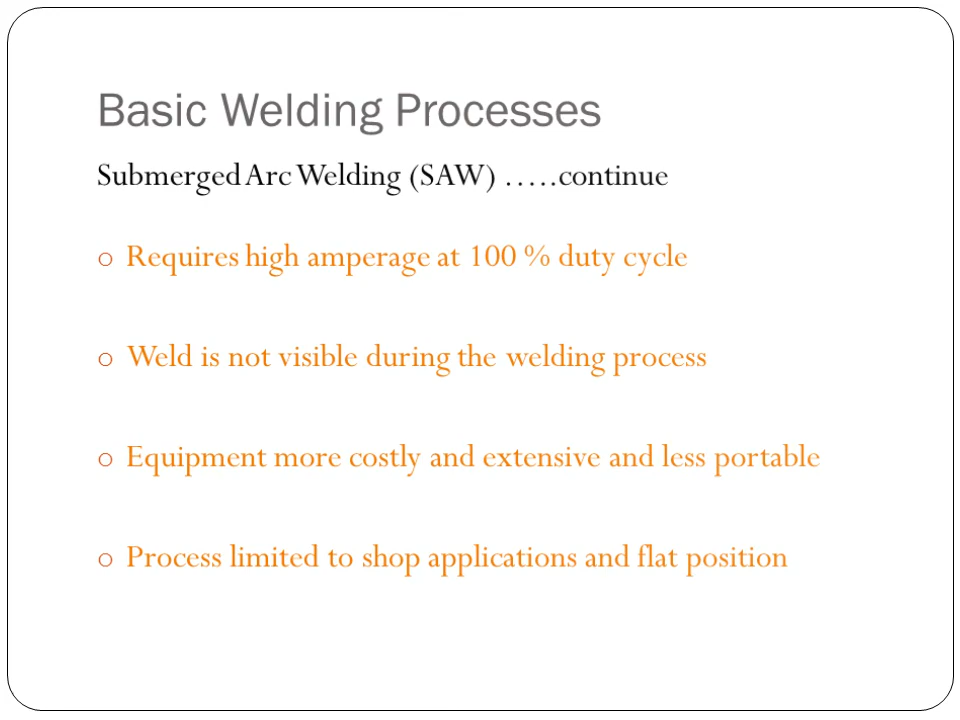 Basic Welding Processes
Submerged Arc Welding (SAW) …..continue
o Requires high amperage at 100 % duty cycle
o Weld is not visible during the welding process
o Equipment more costly and extensive and less portable
o Process limited to shop applications and flat position